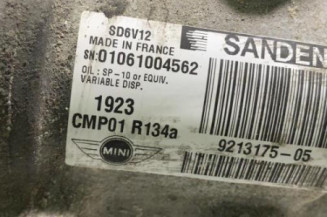 SD6V12
MADE IN FRANCE
SANDEN
SN:01061004562
OIL: SP-10 or EQUIV.
VARIABLE DISP.
1923
CMP01 R134a
MINI
9213175-05